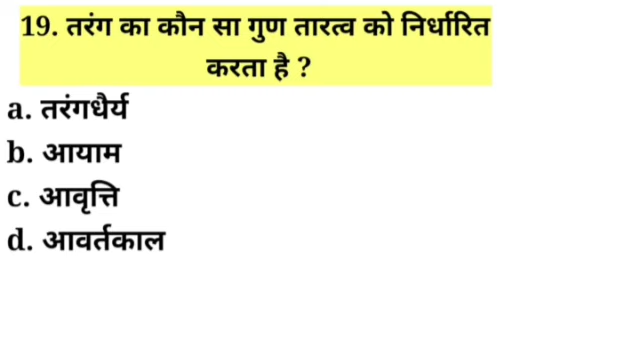 19. तरंग का कौन सा गुण तारत्व को निर्धारित
करता है ?
a. तरंगधैर्य
b. आयाम
c. आवृत्ति
d. आवर्तकाल